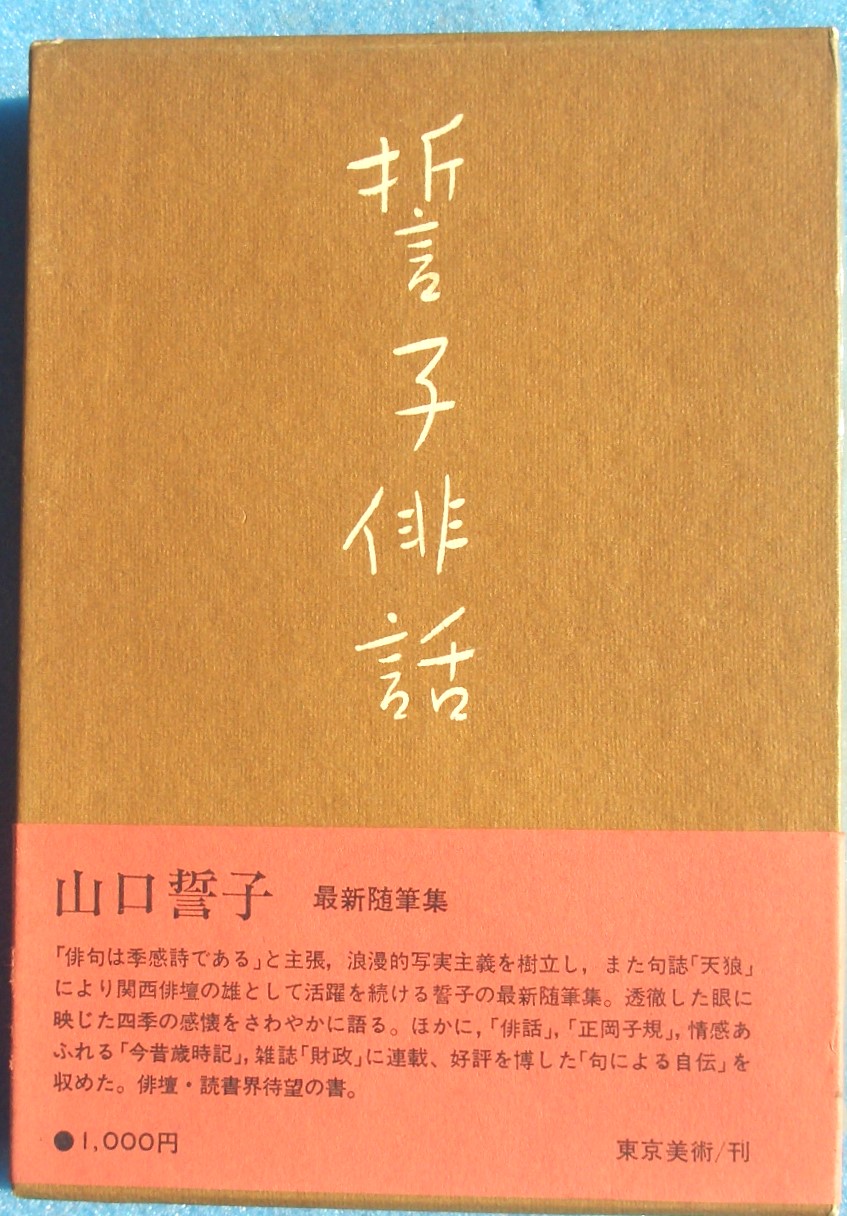 誓子俳話
山口誓子　最新随筆集
「俳句は季感詩である」と主張，浪漫的写実主義を樹立し，また句誌「天狼」
により関西俳壇の雄として活躍を続ける誓子の最新随筆集。透徹した眼に
映じた四季の感懐をさわやかに語る。ほかに，「俳話」，「正岡子規」，情感あ
ふれる「今昔歳時記」，雑誌「財政」に連載、好評を博した「句による自伝」を
収めた。俳壇・読書界待望の書。
●1,000円
東京美術/刊